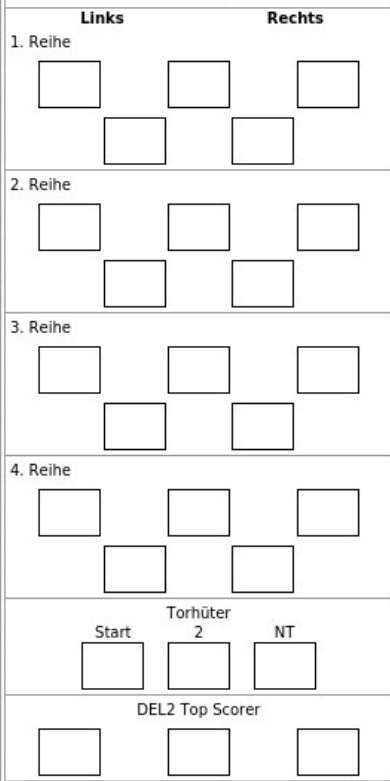 Links Rechts
1. Reihe
2. Reihe
3. Reihe
4. Reihe
Torhüter
Start 2 NT
DEL2 Top Scorer